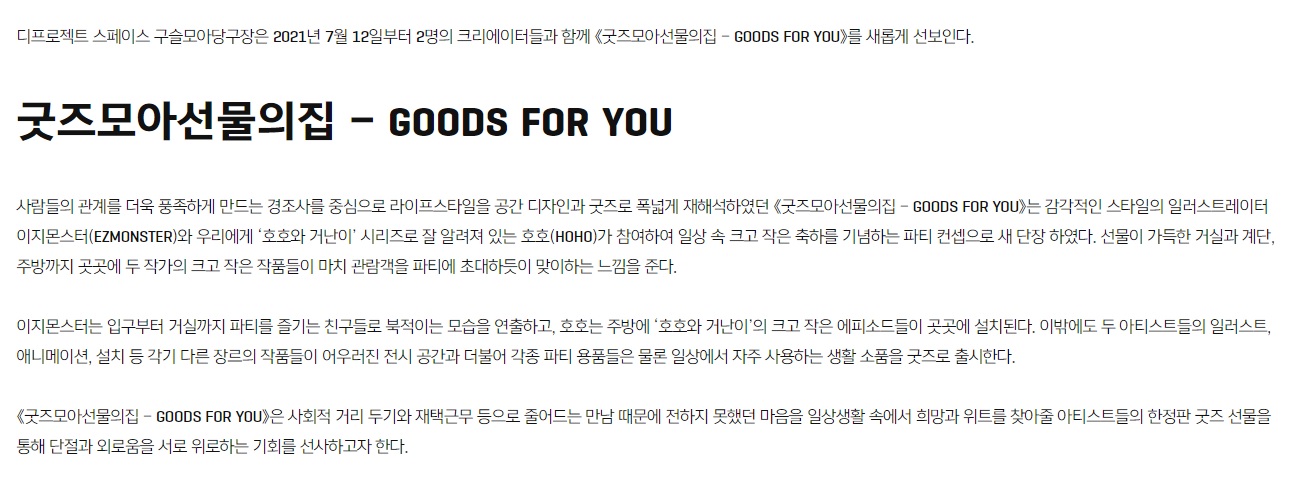 디프로젝트 스페이스 구슬모아당구장은 2021년 7월 12일부터 2명의 크리에이터들과 함께 《굿즈모아선물의집 – GOODS FOR YOU》를 새롭게 선보인다.
굿즈모아선물의집 – GOODS FOR YOU
사람들의 관계를 더욱 풍족하게 만드는 경조사를 중심으로 라이프스타일을 공간 디자인과 굿즈로 폭넓게 재해석하였던 《굿즈모아선물의집 – GOODS FOR YOU》는 감각적인 스타일의 일러스트레이터
이지몬스터(EZMONSTER)와 우리에게 ‘호호와 거난이’ 시리즈로 잘 알려져 있는 호호(HOHO)가 참여하여 일상 속 크고 작은 축하를 기념하는 파티 컨셉으로 새 단장 하였다. 선물이 가득한 거실과 계단,
주방까지 곳곳에 두 작가의 크고 작은 작품들이 마치 관람객을 파티에 초대하듯이 맞이하는 느낌을 준다.
이지몬스터는 입구부터 거실까지 파티를 즐기는 친구들로 북적이는 모습을 연출하고, 호호는 주방에 ‘호호와 거난이’의 크고 작은 에피소드들이 곳곳에 설치된다. 이밖에도 두 아티스트들의 일러스트,
애니메이션, 설치 등 각기 다른 장르의 작품들이 어우러진 전시 공간과 더불어 각종 파티 용품들은 물론 일상에서 자주 사용하는 생활 소품을 굿즈로 출시한다.
《굿즈모아선물의집 – GOODS FOR YOU》은 사회적 거리 두기와 재택근무 등으로 줄어드는 만남 때문에 전하지 못했던 마음을 일상생활 속에서 희망과 위트를 찾아줄 아티스트들의 한정판 굿즈 선물을
통해 단절과 외로움을 서로 위로하는 기회를 선사하고자 한다.